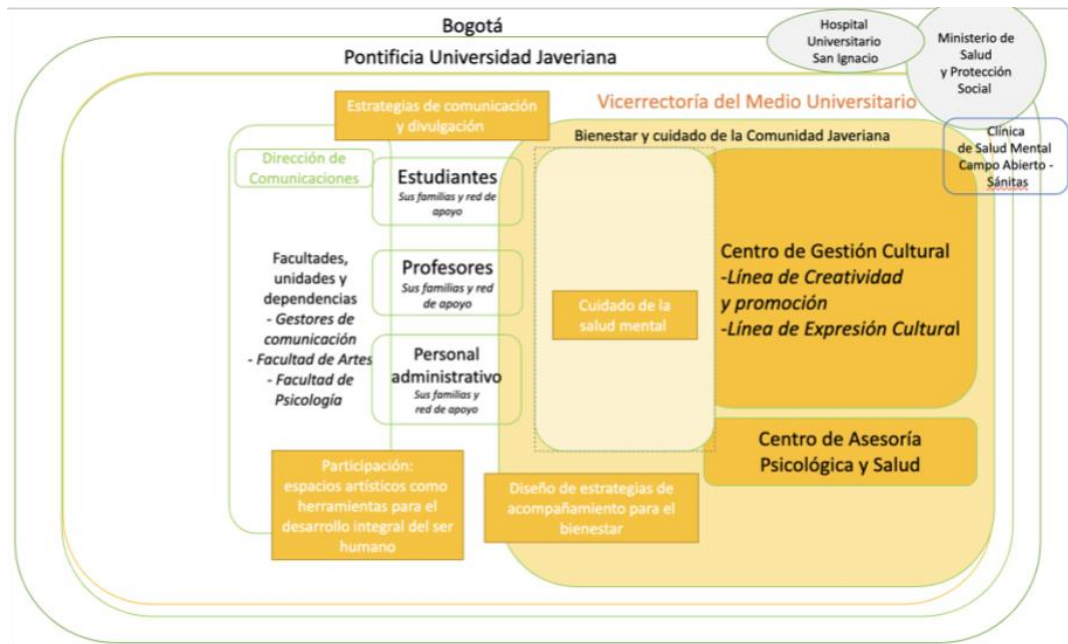 Bogotá
Pontificia Universidad Javeriana
Hospital
Universitario
San Ignacio
Ministerio de
Salud
y Protección
Social
Estrategias de comunicación
y divulgación
Vicerrectoría del Medio Universitario
Bienestar y cuidado de la Comunidad Javeriana
Clínica
de Salud Mental
Campo Abierto -
Sánitas
Dirección de
Comunicaciones
Estudiantes
Sus familias y red de
apoyo
Facultades,
unidades y
dependencias
- Gestores de
comunicación
- Facultad de Artes
- Facultad de
Psicología
Profesores
Sus familias y red
de apoyo
Personal
administrativo
Sus familias y
red de apoyo
Cuidado de la
salud mental
Centro de Gestión Cultural
-Línea de Creatividad
y promoción
-Línea de Expresión Cultural
Centro de Asesoría
Psicológica y Salud
Participación:
espacios artísticos como
herramientas para el
desarrollo integral del ser
humano
Diseño de estrategias de
acompañamiento para el
bienestar